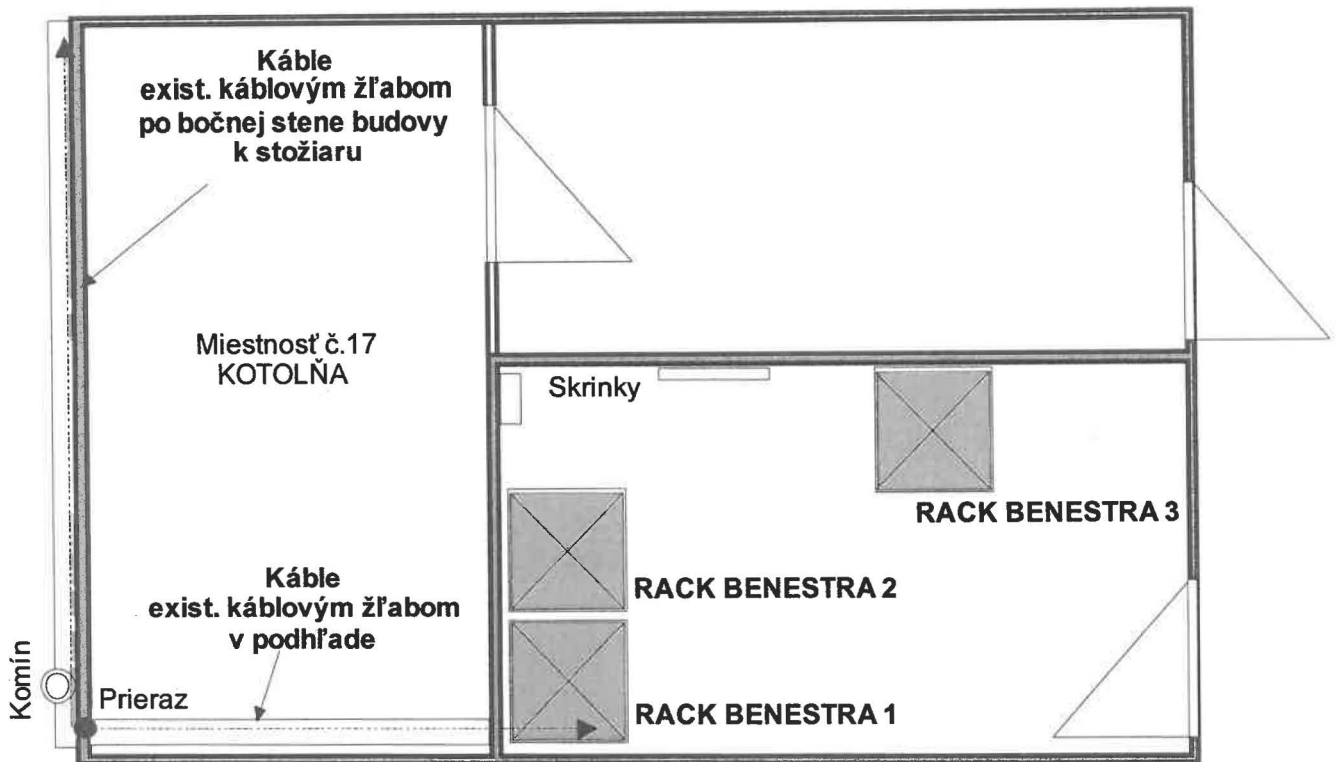 Káble
exist. káblovým žľabom
po bočnej stene budovy
k stožiaru
Miestnosť č.17
KOTOLŇA
Skrinky
RACK BENESTRA 3
RACK BENESTRA 2
Káble
exist. káblovým žľabom
v podhľade
Komín
Prieraz
RACK BENESTRA 1